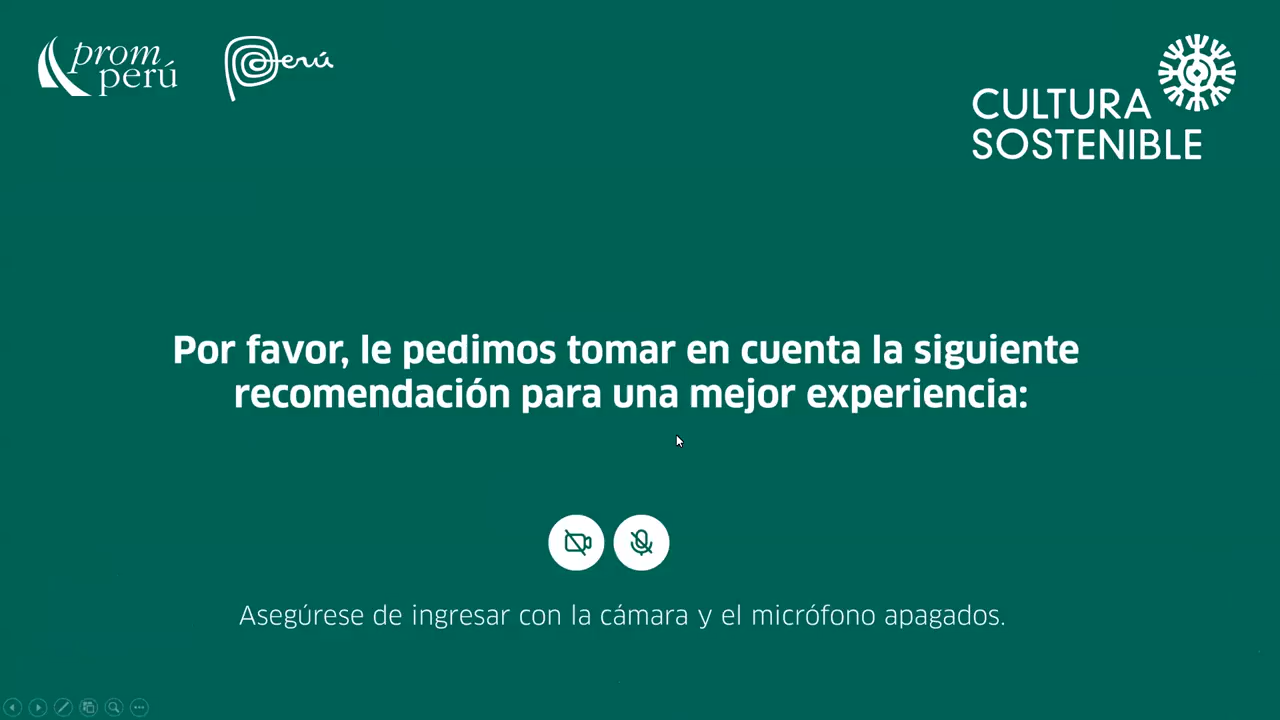 prom
perú
Perú
CULTURA
SOSTENIBLE
Por favor, le pedimos tomar en cuenta la siguiente
recomendación para una mejor experiencia:
Asegúrese de ingresar con la cámara y el micrófono apagados.